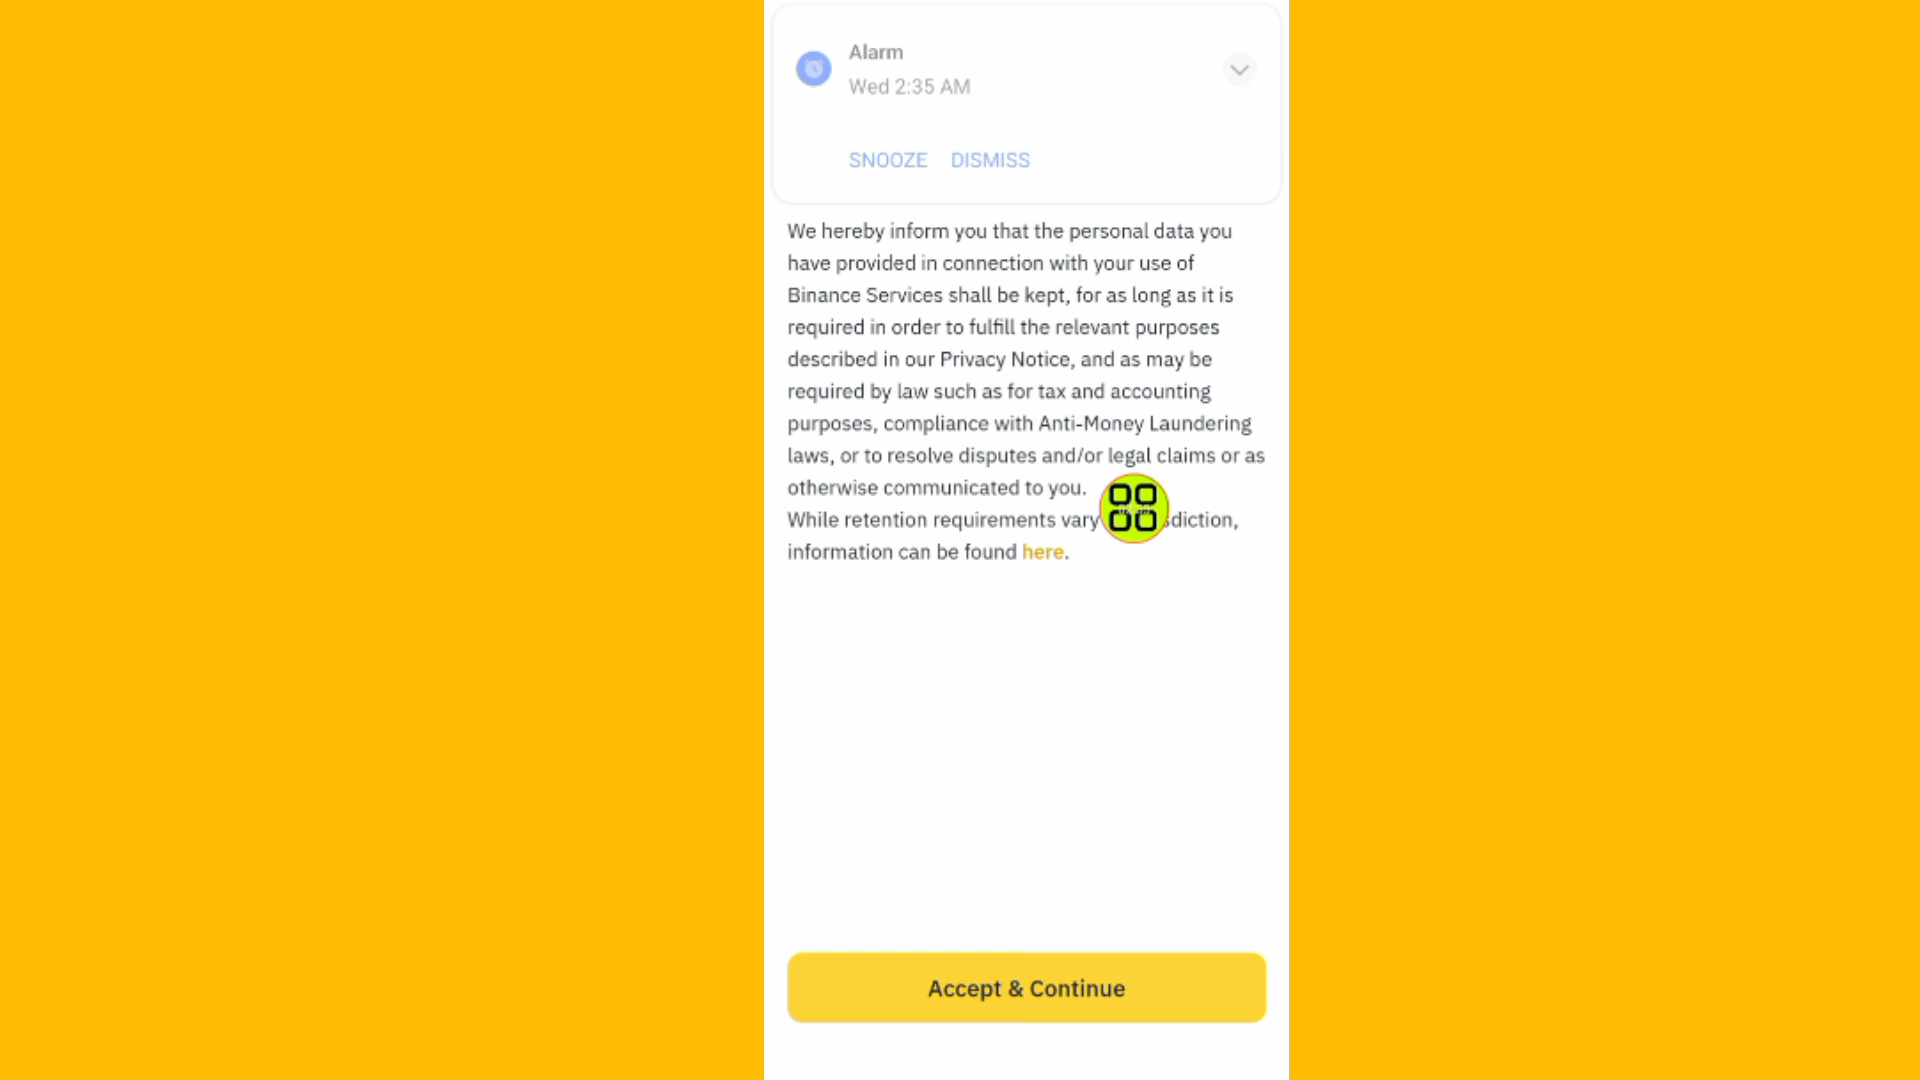 Alarm
Wed 2:35 AM
SNOOZE DISMISS
We hereby inform you that the personal data you
have provided in connection with your use of
Binance Services shall be kept, for as long as it is
required in order to fulfill the relevant purposes
described in our Privacy Notice, and as may be
required by law such as for tax and accounting
purposes, compliance with Anti-Money Laundering
laws, or to resolve disputes and/or legal claims or as
otherwise communicated to you.
While retention requirements vary sdiction,
information can be found here.
Accept & Continue